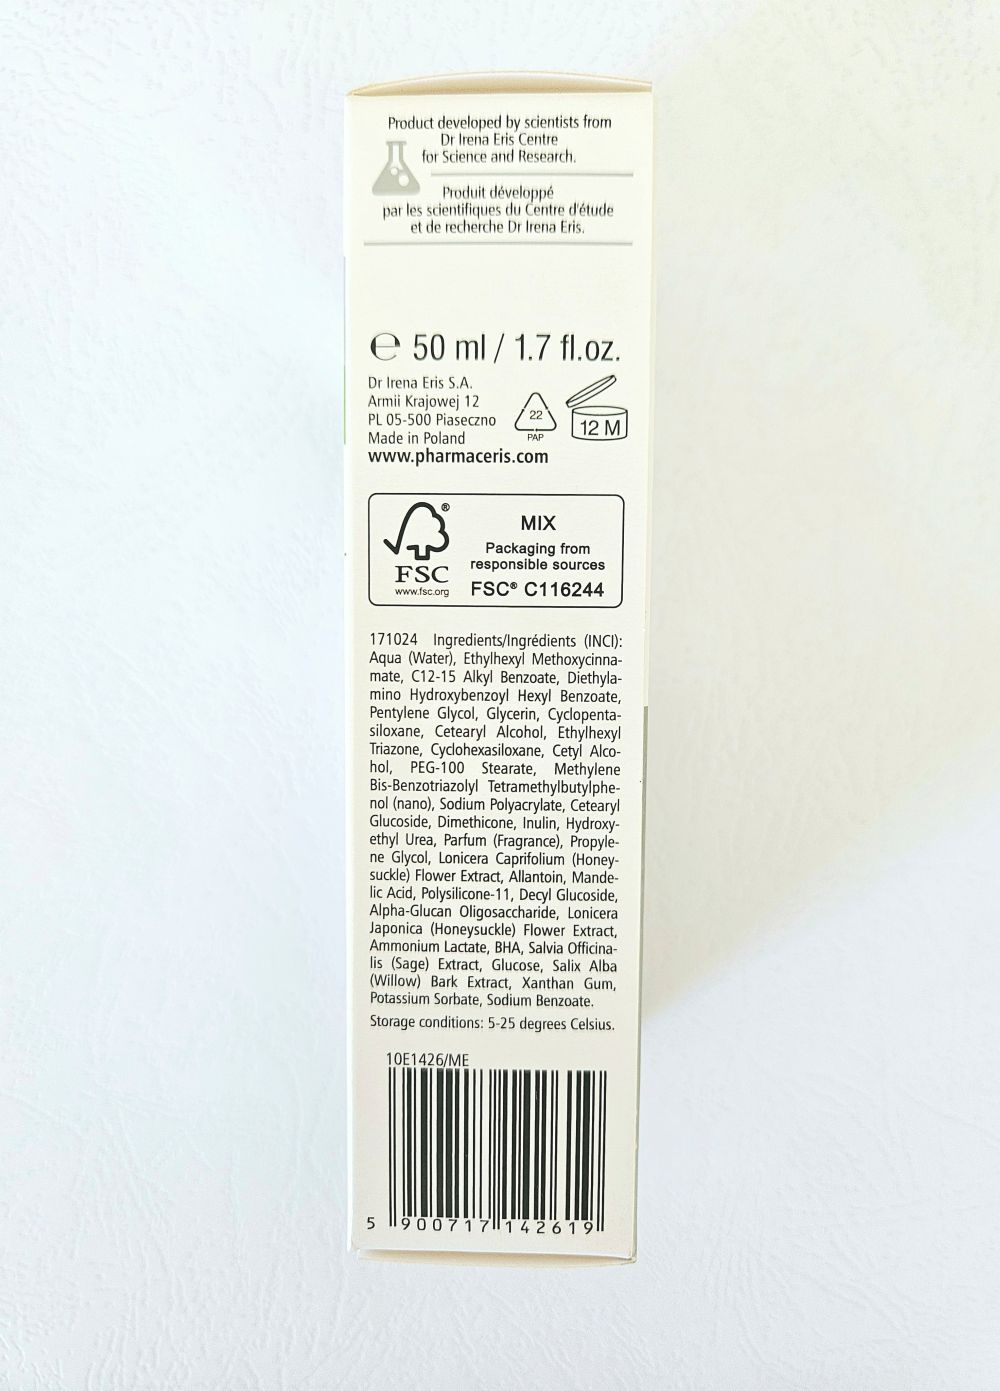 Product developed by scientists from
Dr Irena Eris Centre
for Science and Research.
Produit développé
par les scientifiques du Centre d'étude
et de recherche Dr Irena Eris.
℮ 50 ml / 1.7 fl.oz.
Dr Irena Eris S.A.
Armii Krajowej 12
PL 05-500 Piaseczno
Made in Poland
www.pharmaceris.com
22
PAP
12 M
FSC®
www.fsc.org
MIX
Packaging from
responsible sources
FSC® C116244
171024 Ingredients/Ingrédients (INCI):
Aqua (Water), Ethylhexyl Methoxycinna-
mate, C12-15 Alkyl Benzoate, Diethyla-
mino Hydroxybenzoyl Hexyl Benzoate,
Pentylene Glycol, Glycerin, Cyclopenta-
siloxane, Cetearyl Alcohol, Ethylhexyl
Triazone, Cyclohexasiloxane, Cetyl Alco-
hol, PEG-100 Stearate, Methylene
Bis-Benzotriazolyl Tetramethylbutylphe-
nol (nano), Sodium Polyacrylate, Cetearyl
Glucoside, Dimethicone, Inulin, Hydroxy-
ethyl Urea, Parfum (Fragrance), Propyle-
ne Glycol, Lonicera Caprifolium (Honey-
suckle) Flower Extract, Allantoin, Mande-
lic Acid, Polysilicone-11, Decyl Glucoside,
Alpha-Glucan Oligosaccharide, Lonicera
Japonica (Honeysuckle) Flower Extract,
Ammonium Lactate, BHA, Salvia Officina-
lis (Sage) Extract, Glucose, Salix Alba
(Willow) Bark Extract, Xanthan Gum,
Potassium Sorbate, Sodium Benzoate.
Storage conditions: 5-25 degrees Celsius.
10E1426/ME
5 900717 142619